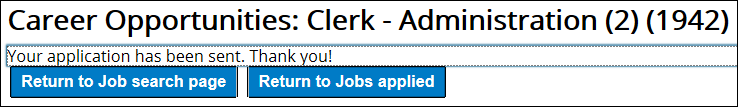 Career Opportunities: Clerk - Administration (2) (1942)
Your application has been sent. Thank you!
Return to Job search page Return to Jobs applied